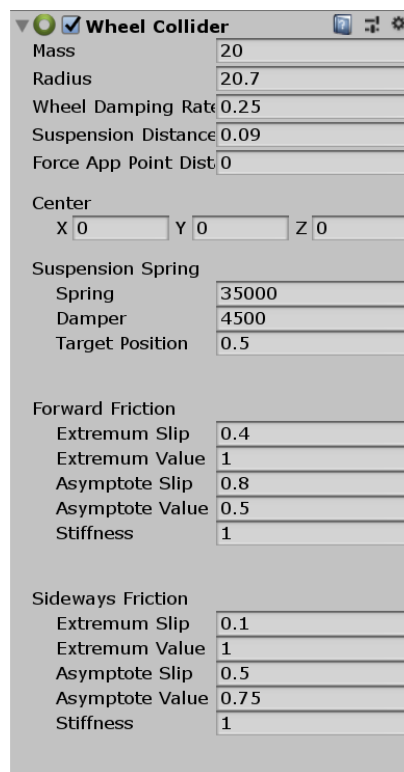 Wheel Collider
Mass 20
Radius 20.7
Wheel Damping Rate 0.25
Suspension Distance 0.09
Force App Point Dist 0
Center
X 0 Y 0 Z 0
Suspension Spring
Spring 35000
Damper 4500
Target Position 0.5
Forward Friction
Extremum Slip 0.4
Extremum Value 1
Asymptote Slip 0.8
Asymptote Value 0.5
Stiffness 1
Sideways Friction
Extremum Slip 0.1
Extremum Value 1
Asymptote Slip 0.5
Asymptote Value 0.75
Stiffness 1